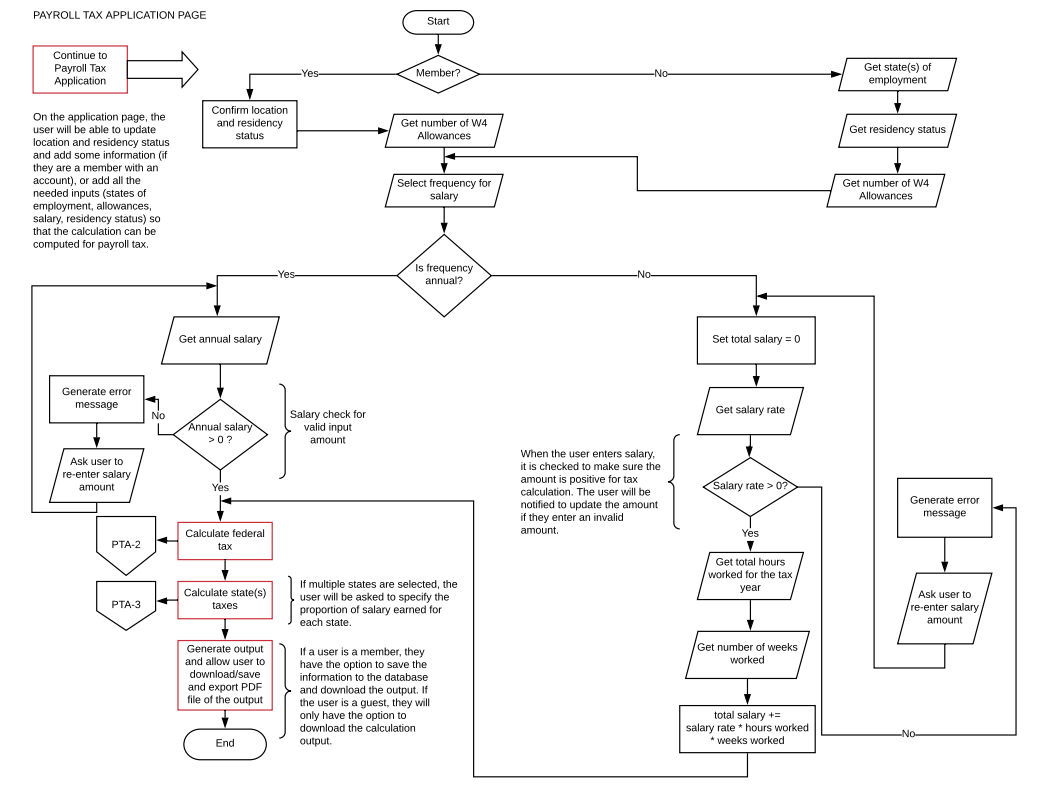 PAYROLL TAX APPLICATION PAGE
Start
Continue to
Payroll Tax
Application
Member?
Yes
No
Get state(s) of
employment
Confirm location
and residency
status
Get number of W4
Allowances
Get residency status
On the application page, the
user will be able to update
location and residency status
and add some information (if
they are a member with an
account), or add all the
needed inputs (states of
employment, allowances,
salary, residency status) so
that the calculation can be
computed for payroll tax.
Select frequency for
salary
Get number of W4
Allowances
Is frequency
annual?
Yes
No
Get annual salary
Set total salary = 0
Generate error
message
No
Annual salary
> 0 ?
Salary check for
valid input
amount
Get salary rate
Ask user to
re-enter salary
amount
Yes
When the user enters salary,
it is checked to make sure the
amount is positive for tax
calculation. The user will be
notified to update the amount
if they enter an invalid
amount.
Salary rate > 0?
Generate error
message
Yes
PTA-2
Calculate federal
tax
Get total hours
worked for the tax
year
Ask user to
re-enter salary
amount
PTA-3
Calculate state(s)
taxes
If multiple states are selected, the
user will be asked to specify the
proportion of salary earned for
each state.
Get number of weeks
worked
Generate output
and allow user to
download/save
and export PDF
file of the output
If a user is a member, they
have the option to save the
information to the database
and download the output. If
the user is a guest, they will
only have the option to
download the calculation
output.
total salary +=
salary rate * hours worked
* weeks worked
No
End